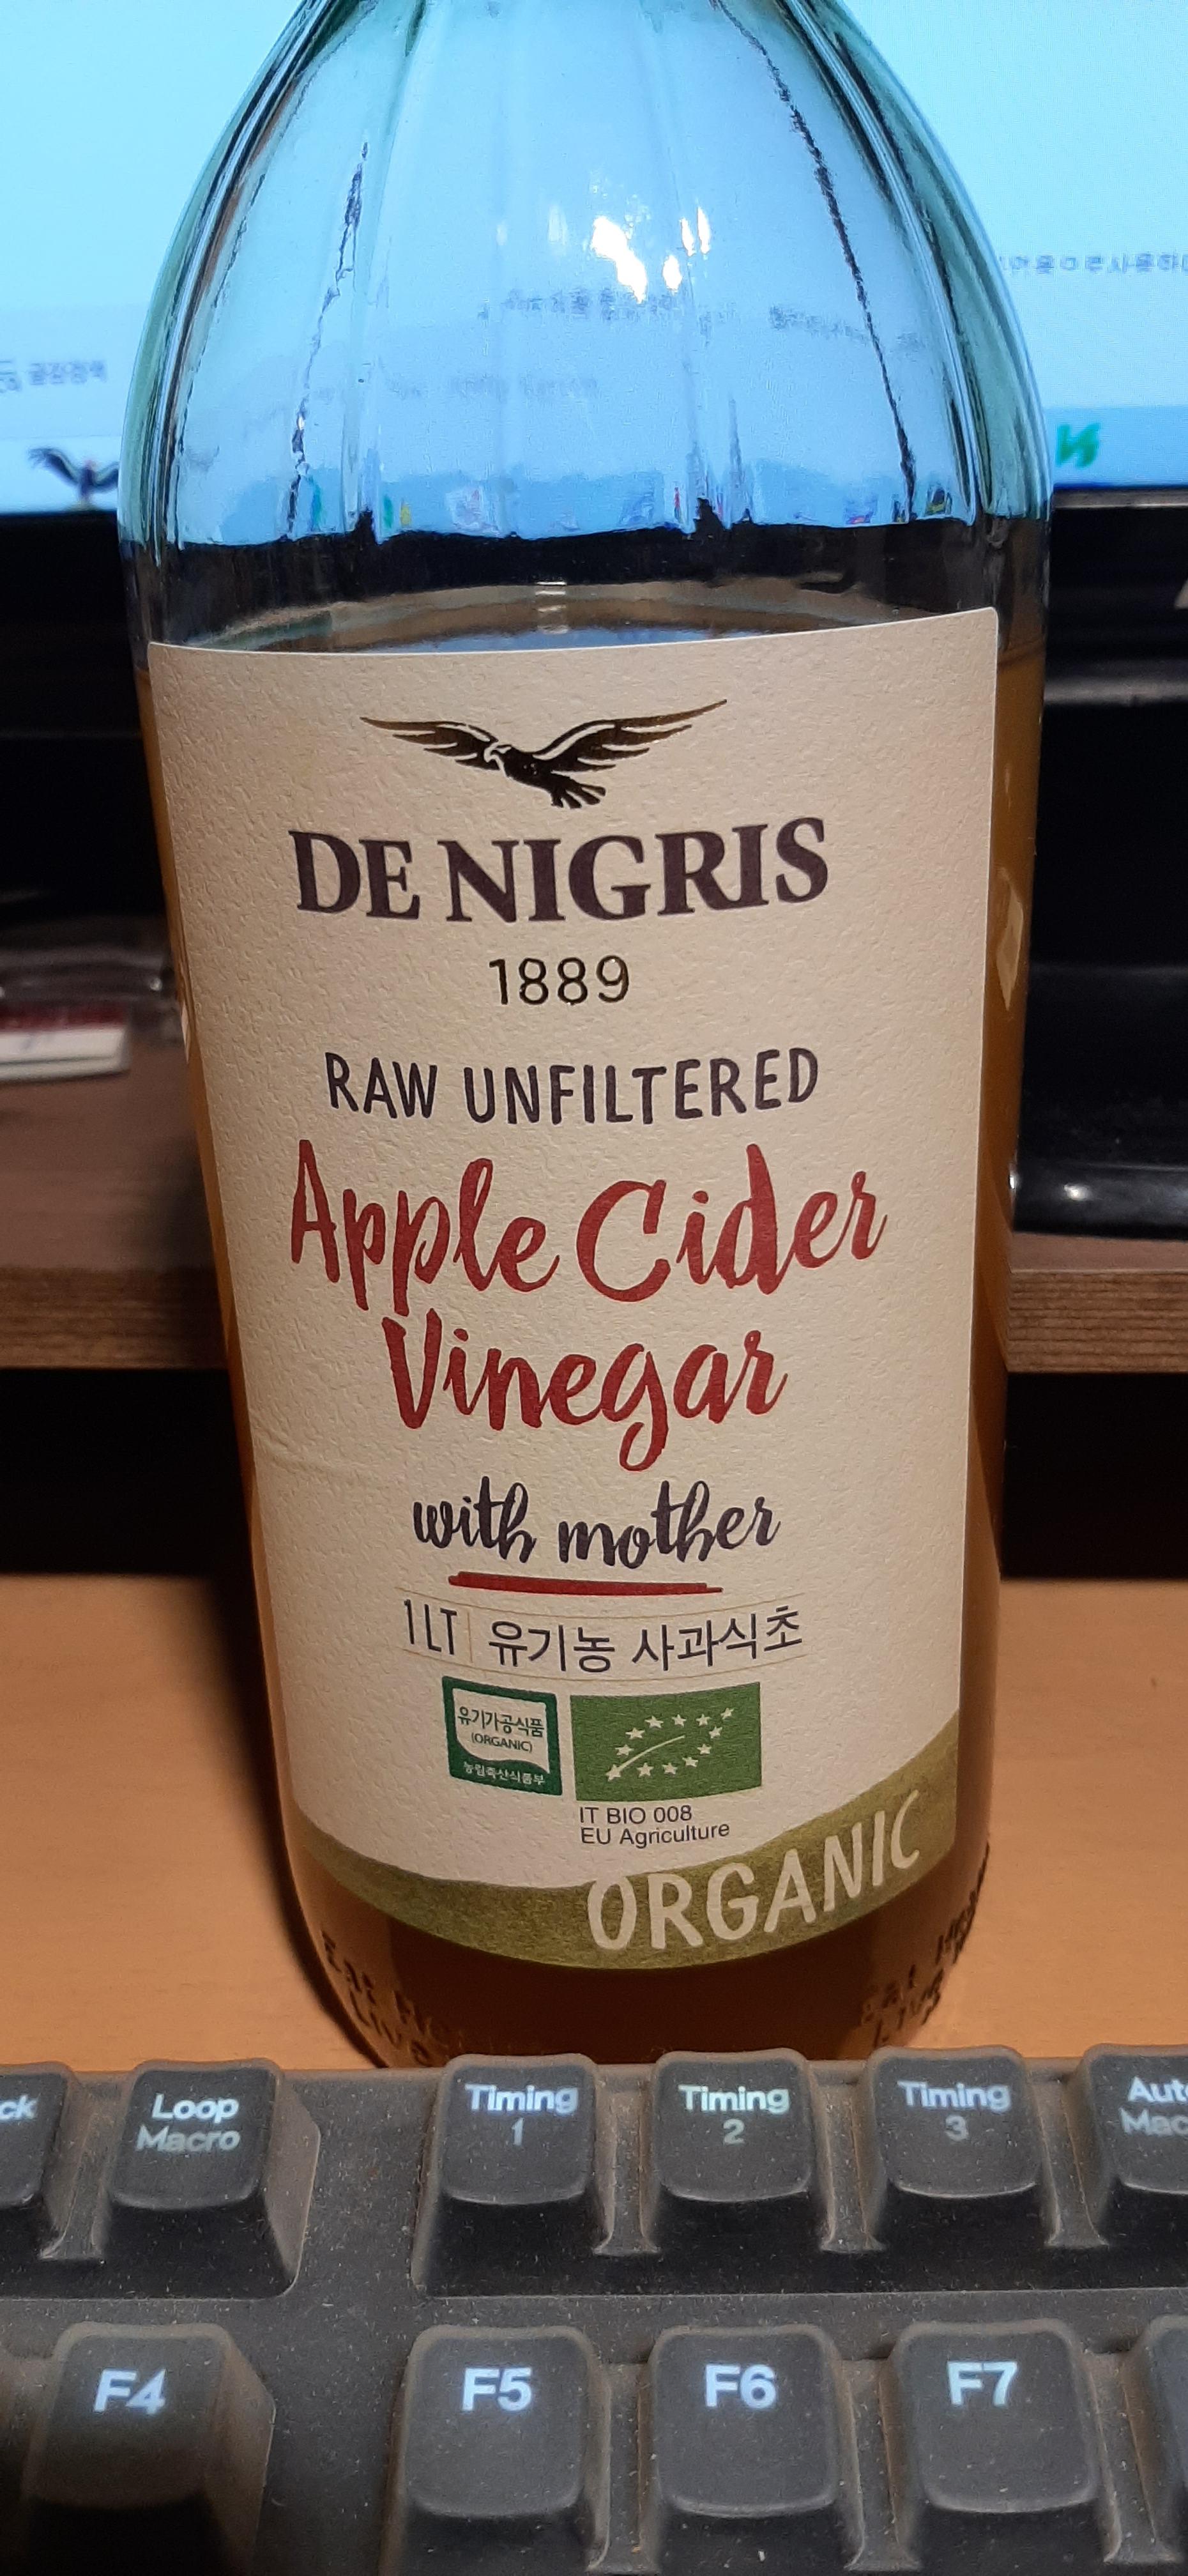 DE NIGRIS
1889
RAW UNFILTERED
Apple Cider
Vinegar
with mother
1 LT 유기농 사과식초
유기가공식품
(ORGANIC)
농림축산식품부
IT BIO 008
EU Agriculture
ORGANIC
Loop
Macro
Timing
1
Timing
2
Timing
3
F4
F5
F6
F7